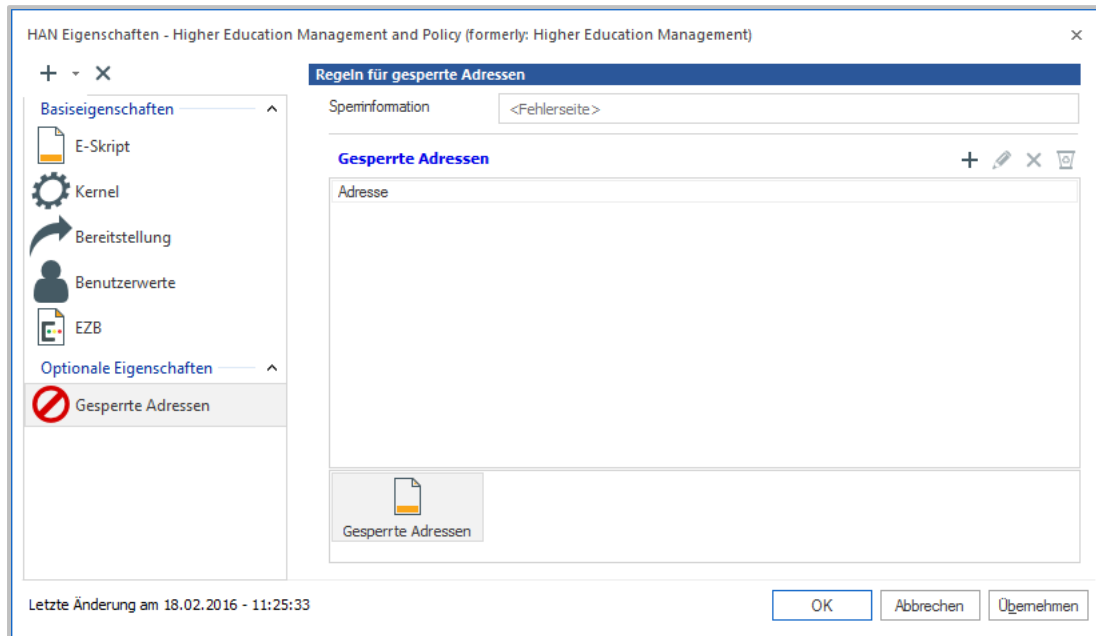 HAN Eigenschaften - Higher Education Management and Policy (formerly: Higher Education Management)
Regeln für gesperrte Adressen
Basiseigenschaften
Sperrinformation
<Fehlerseite>
E-Skript
Gesperrte Adressen
Kernel
Adresse
Bereitstellung
Benutzerwerte
EZB
Optionale Eigenschaften
Gesperrte Adressen
Gesperrte Adressen
Letzte Änderung am 18.02.2016 - 11:25:33
OK
Abbrechen
Übernehmen